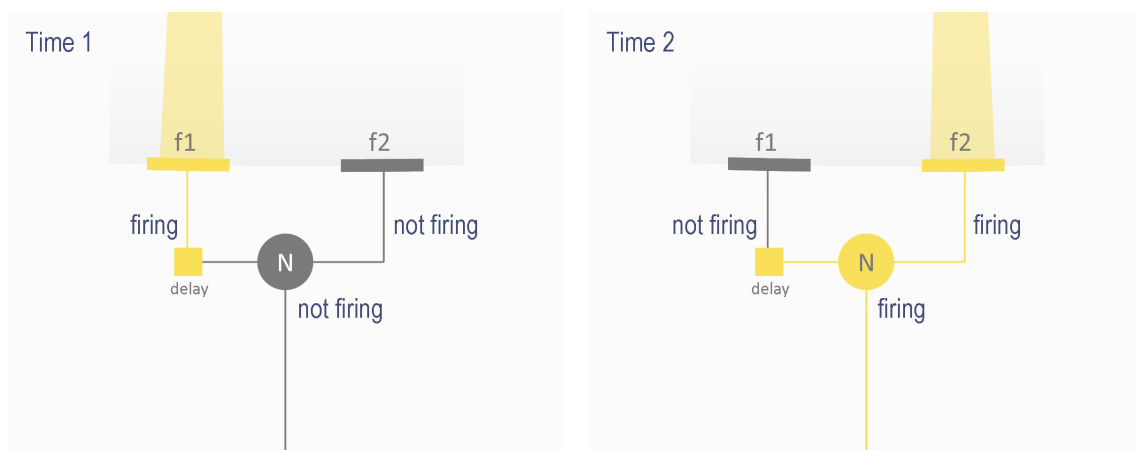 Time 1
f1
f2
firing
not firing
N
delay
not firing
Time 2
f1
f2
not firing
firing
N
delay
firing